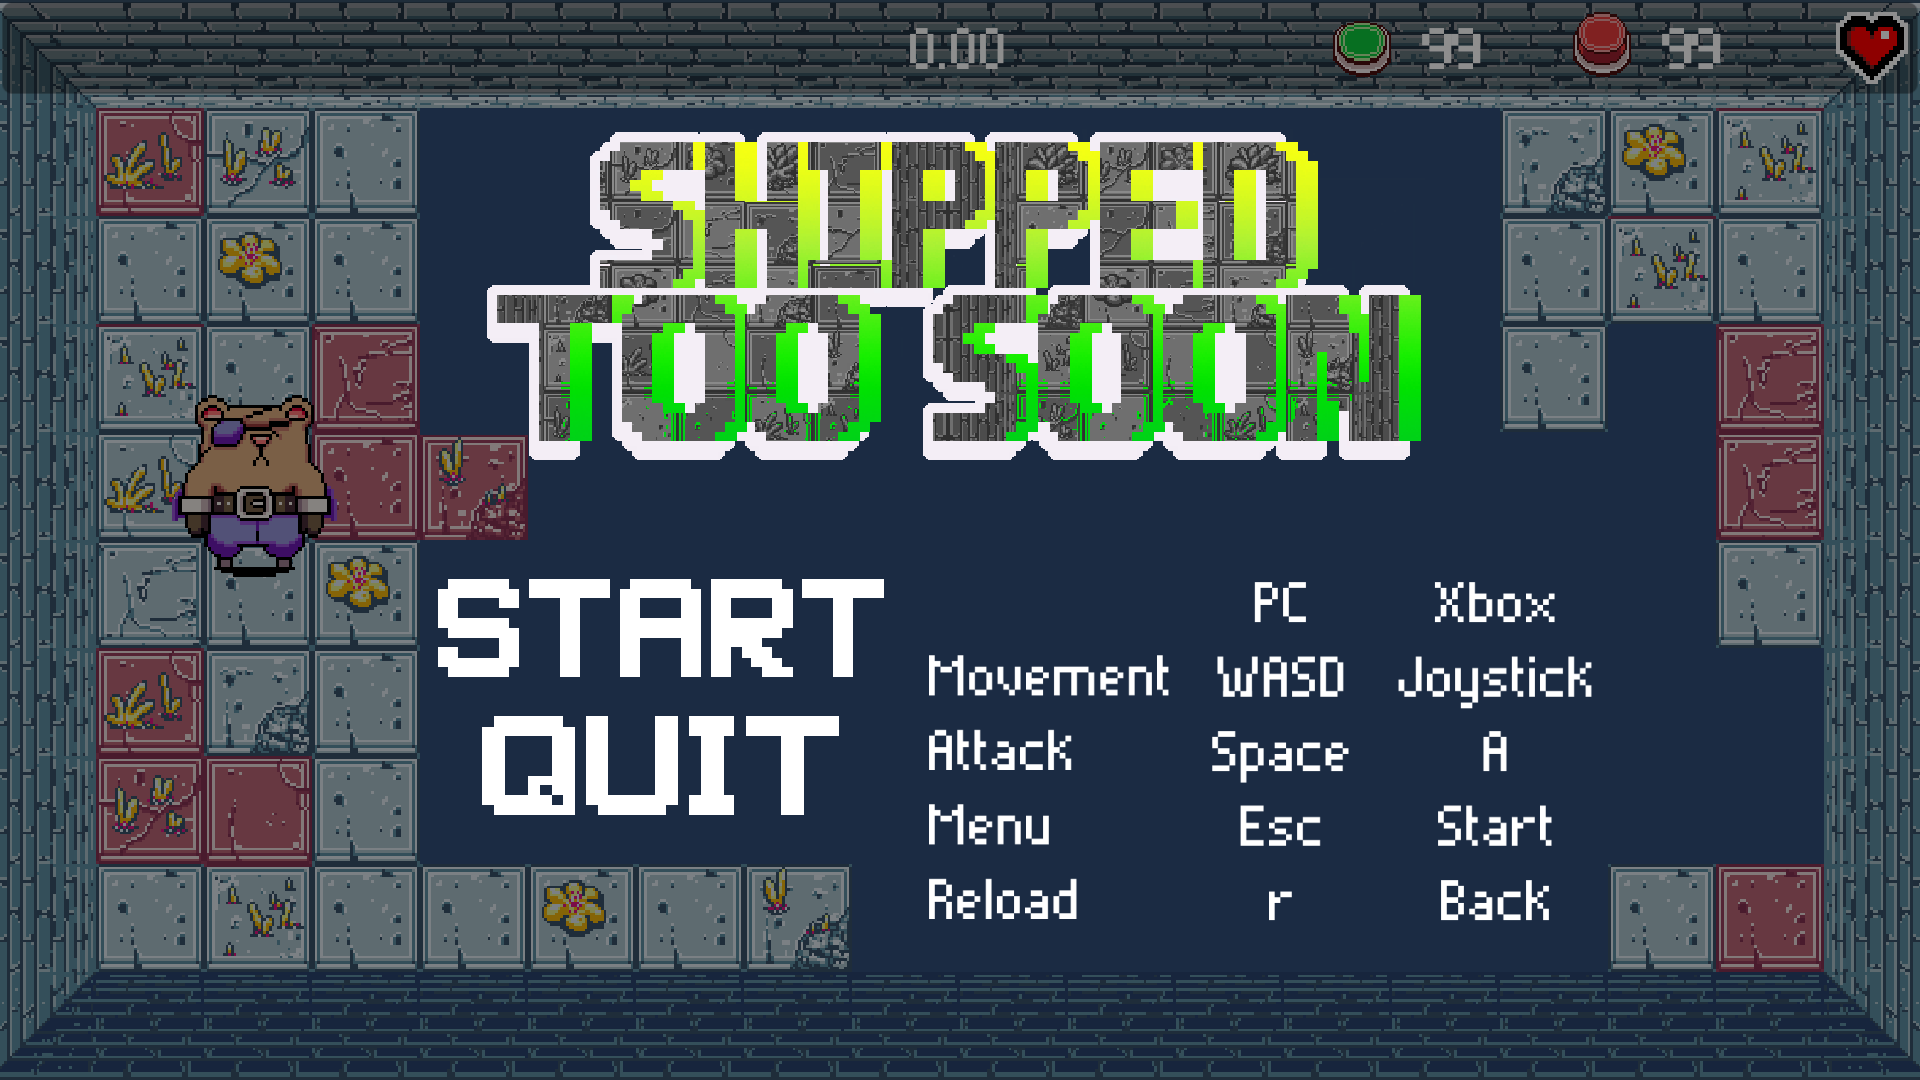 0.00 99 99
SHIPPED
TOO SOON
START
QUIT
PC Xbox
Movement WASD Joystick
Attack Space A
Menu Esc Start
Reload r Back